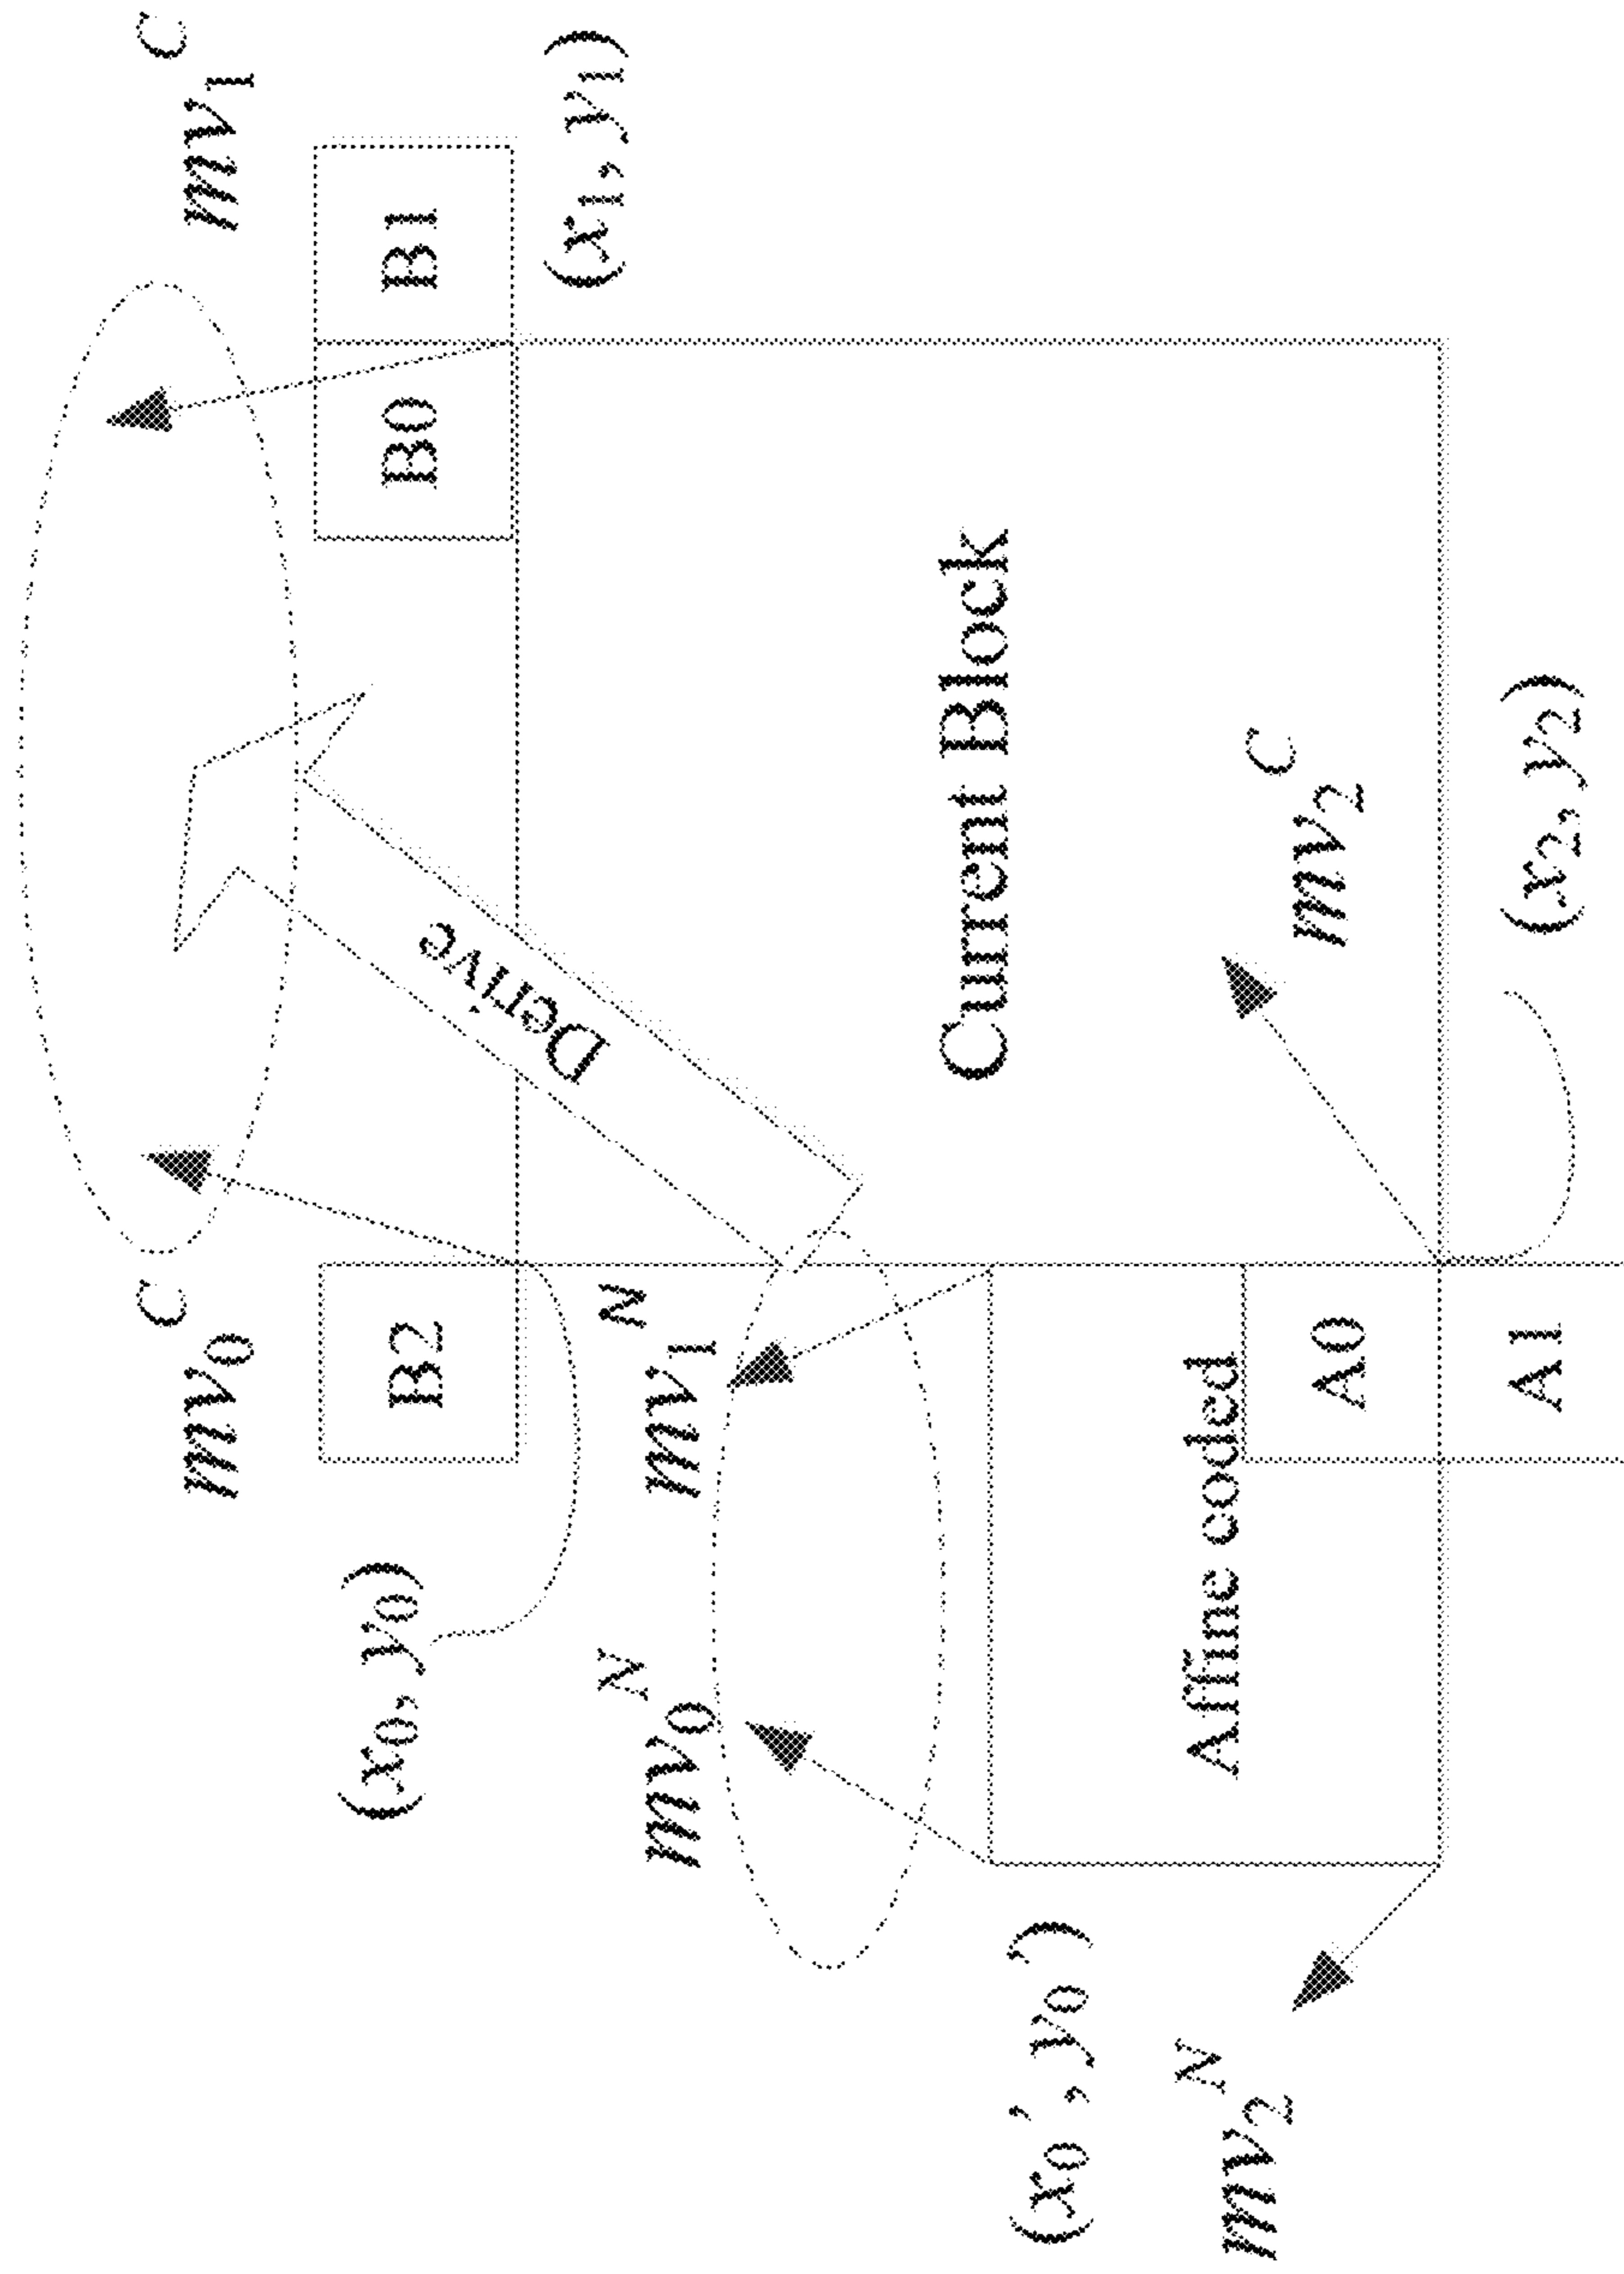 mv₀ᶜ
mv₁ᶜ
(x₀, y₀)
B2
B0
B1
(x₁, y₁)
Derive
mv₀ᴺ
mv₁ᴺ
Current Block
(x₀', y₀')
mv₂ᴺ
Affine coded
A0
mv₂ᶜ
A1
(x₂, y₂)